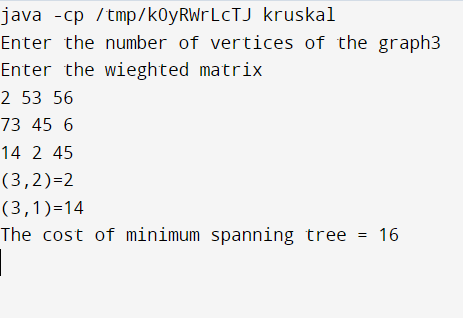 java -cp /tmp/kOyRWrLcTJ kruskal
Enter the number of vertices of the graph3
Enter the wieghted matrix
2 53 56
73 45 6
14 2 45
(3,2)=2
(3,1)=14
The cost of minimum spanning tree = 16